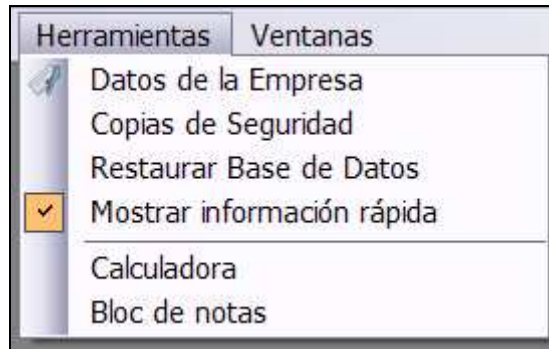 Herramientas Ventanas
Datos de la Empresa
Copias de Seguridad
Restaurar Base de Datos
Mostrar información rápida
Calculadora
Bloc de notas